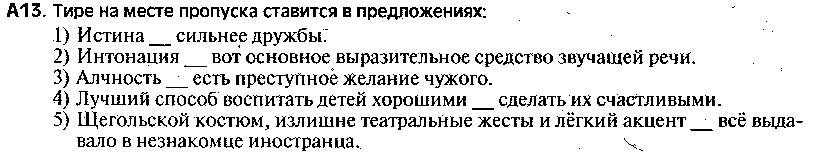 А13. Тире на месте пропуска ставится в предложениях:
1) Истина __ сильнее дружбы.
2) Интонация __ вот основное выразительное средство звучащей речи.
3) Алчность __ есть преступное желание чужого.
4) Лучший способ воспитать детей хорошими __ сделать их счастливыми.
5) Щегольской костюм, излишне театральные жесты и лёгкий акцент __ всё выда-
вало в незнакомце иностранца.